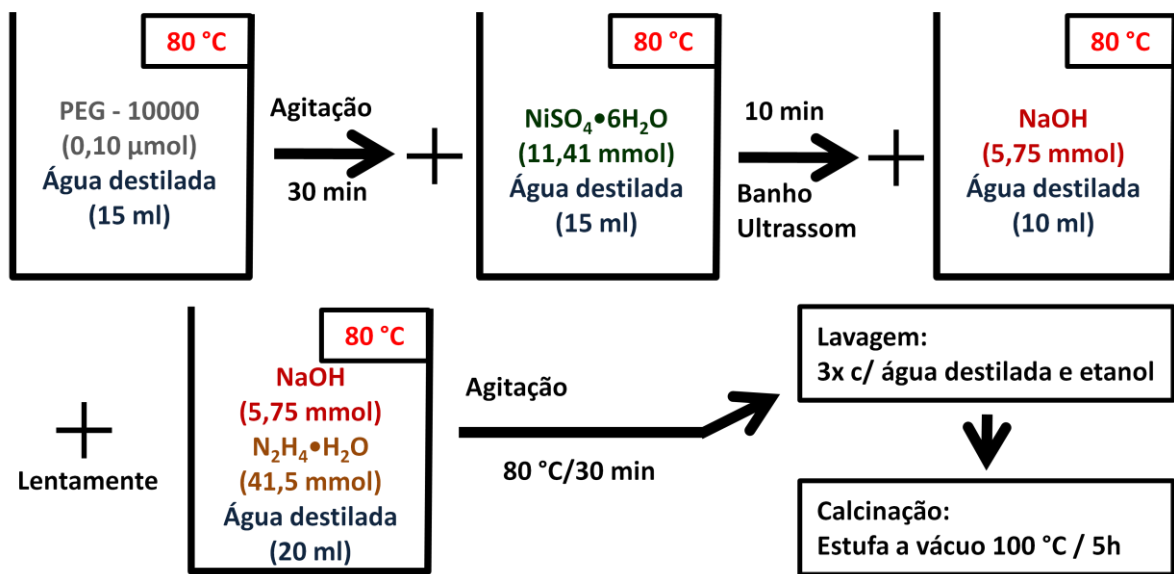 80 °C
PEG - 10000
(0,10 µmol)
Água destilada
(15 ml)
Agitação
30 min
80 °C
NiSO₄•6H₂O
(11,41 mmol)
Água destilada
(15 ml)
10 min
Banho
Ultrassom
80 °C
NaOH
(5,75 mmol)
Água destilada
(10 ml)
Lentamente
80 °C
NaOH
(5,75 mmol)
N₂H₄•H₂O
(41,5 mmol)
Água destilada
(20 ml)
Agitação
80 °C/30 min
Lavagem:
3x c/ água destilada e etanol
Calcinação:
Estufa a vácuo 100 °C / 5h